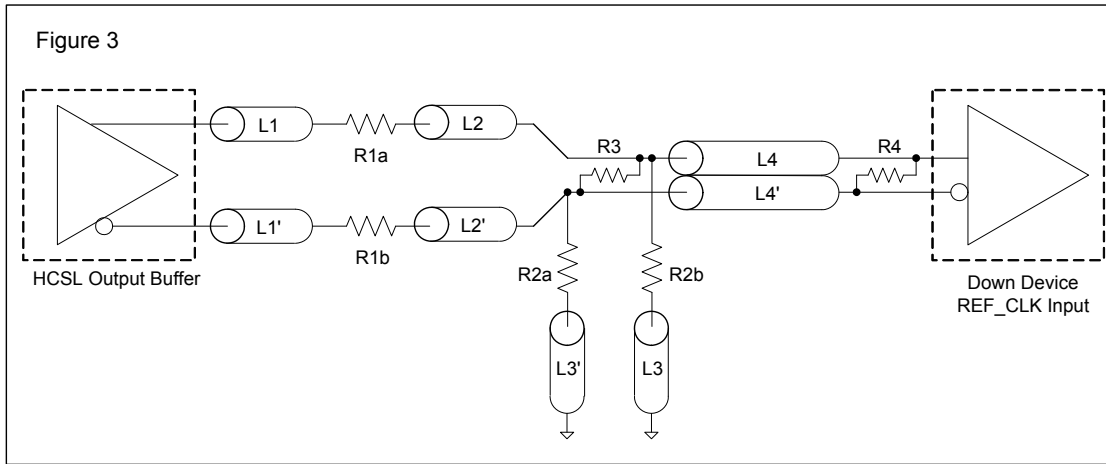 Figure 3
L1
R1a
L2
R3
L4
R4
L4'
L1'
R1b
L2'
HCSL Output Buffer
R2a
R2b
Down Device
REF_CLK Input
L3'
L3